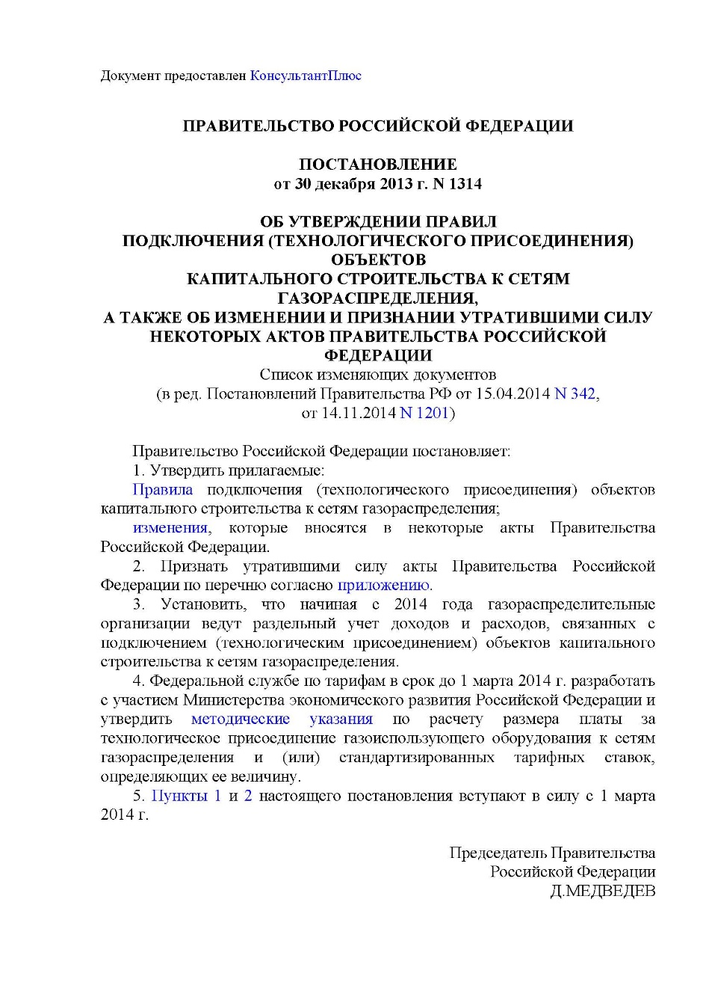 Документ предоставлен КонсультантПлюс
ПРАВИТЕЛЬСТВО РОССИЙСКОЙ ФЕДЕРАЦИИ
ПОСТАНОВЛЕНИЕ
от 30 декабря 2013 г. N 1314
ОБ УТВЕРЖДЕНИИ ПРАВИЛ
ПОДКЛЮЧЕНИЯ (ТЕХНОЛОГИЧЕСКОГО ПРИСОЕДИНЕНИЯ)
ОБЪЕКТОВ
КАПИТАЛЬНОГО СТРОИТЕЛЬСТВА К СЕТЯМ
ГАЗОРАСПРЕДЕЛЕНИЯ,
А ТАКЖЕ ОБ ИЗМЕНЕНИИ И ПРИЗНАНИИ УТРАТИВШИМИ СИЛУ
НЕКОТОРЫХ АКТОВ ПРАВИТЕЛЬСТВА РОССИЙСКОЙ
ФЕДЕРАЦИИ
Список изменяющих документов
(в ред. Постановлений Правительства РФ от 15.04.2014 N 342,
от 14.11.2014 N 1201)
Правительство Российской Федерации постановляет:
1. Утвердить прилагаемые:
Правила подключения (технологического присоединения) объектов
капитального строительства к сетям газораспределения;
изменения, которые вносятся в некоторые акты Правительства
Российской Федерации.
2. Признать утратившими силу акты Правительства Российской
Федерации по перечню согласно приложению.
3. Установить, что начиная с 2014 года газораспределительные
организации ведут раздельный учет доходов и расходов, связанных с
подключением (технологическим присоединением) объектов капитального
строительства к сетям газораспределения.
4. Федеральной службе по тарифам в срок до 1 марта 2014 г. разработать
с участием Министерства экономического развития Российской Федерации и
утвердить методические указания по расчету размера платы за
технологическое присоединение газоиспользующего оборудования к сетям
газораспределения и (или) стандартизированных тарифных ставок,
определяющих ее величину.
5. Пункты 1 и 2 настоящего постановления вступают в силу с 1 марта
2014 г.
Председатель Правительства
Российской Федерации
Д.МЕДВЕДЕВ